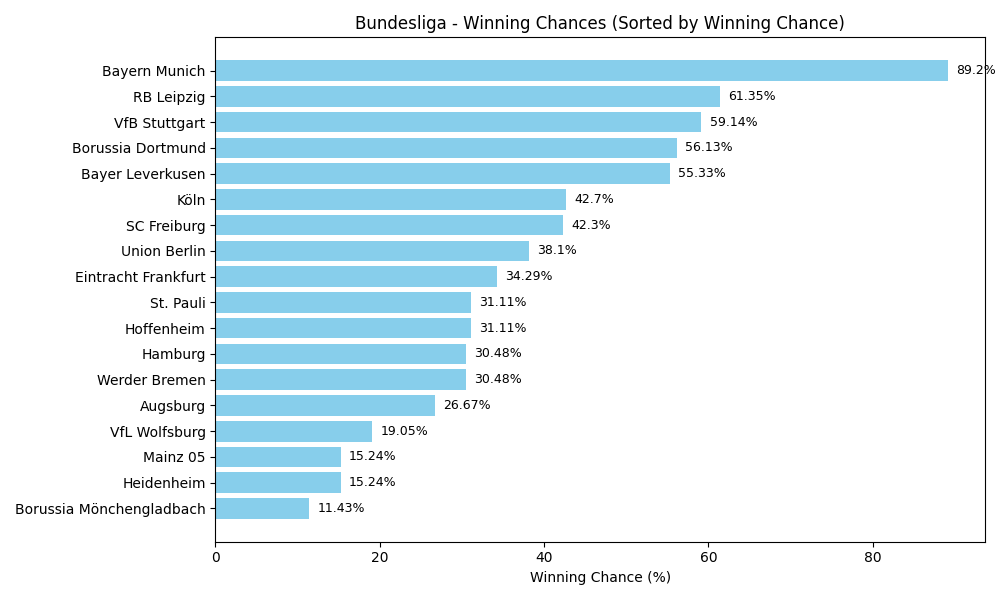 Bundesliga - Winning Chances (Sorted by Winning Chance)
Bayern Munich 89.2%
RB Leipzig 61.35%
VfB Stuttgart 59.14%
Borussia Dortmund 56.13%
Bayer Leverkusen 55.33%
Köln 42.7%
SC Freiburg 42.3%
Union Berlin 38.1%
Eintracht Frankfurt 34.29%
St. Pauli 31.11%
Hoffenheim 31.11%
Hamburg 30.48%
Werder Bremen 30.48%
Augsburg 26.67%
VfL Wolfsburg 19.05%
Mainz 05 15.24%
Heidenheim 15.24%
Borussia Mönchengladbach 11.43%
0 20 40 60 80
Winning Chance (%)